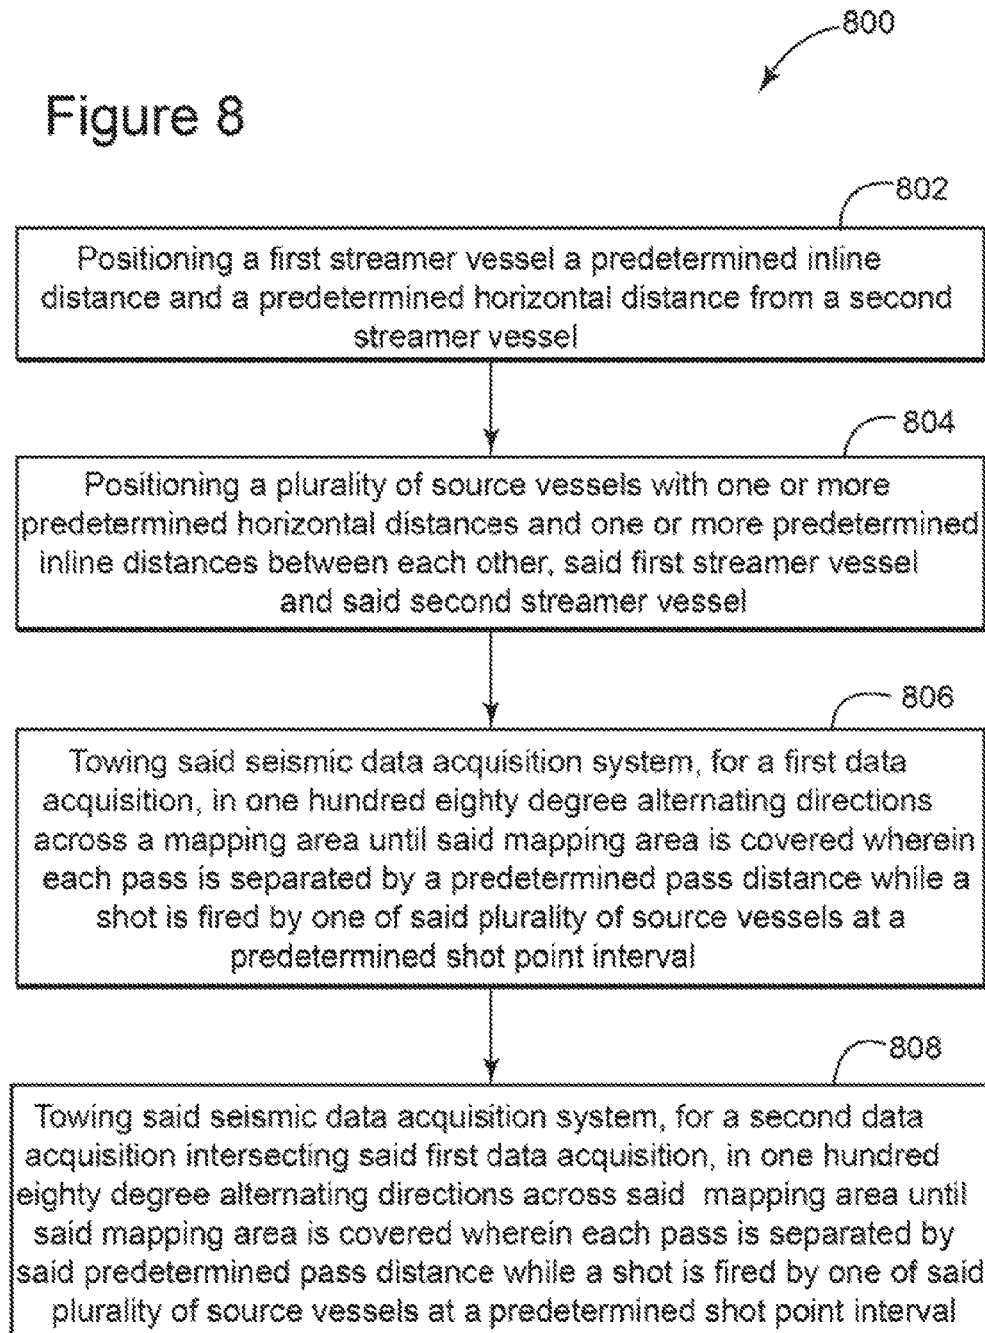 800
Figure 8
802
Positioning a first streamer vessel a predetermined inline
distance and a predetermined horizontal distance from a second
streamer vessel
804
Positioning a plurality of source vessels with one or more
predetermined horizontal distances and one or more predetermined
inline distances between each other, said first streamer vessel
and said second streamer vessel
806
Towing said seismic data acquisition system, for a first data
acquisition, in one hundred eighty degree alternating directions
across a mapping area until said mapping area is covered wherein
each pass is separated by a predetermined pass distance while a
shot is fired by one of said plurality of source vessels at a
predetermined shot point interval
808
Towing said seismic data acquisition system, for a second data
acquisition intersecting said first data acquisition, in one hundred
eighty degree alternating directions across said mapping area until
said mapping area is covered wherein each pass is separated by
said predetermined pass distance while a shot is fired by one of said
plurality of source vessels at a predetermined shot point interval